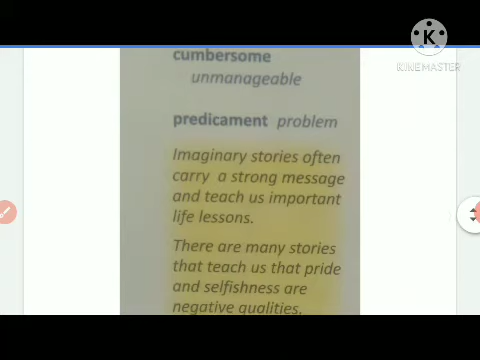 KINEMASTER
cumbersome
unmanageable
predicament problem
Imaginary stories often
carry a strong message
and teach us important
life lessons.
There are many stories
that teach us that pride
and selfishness are
negative qualities.